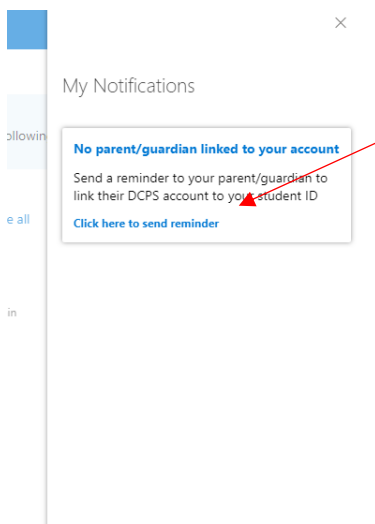 My Notifications
ollowin
No parent/guardian linked to your account
Send a reminder to your parent/guardian to
link their DCPS account to your student ID
e all
Click here to send reminder
in